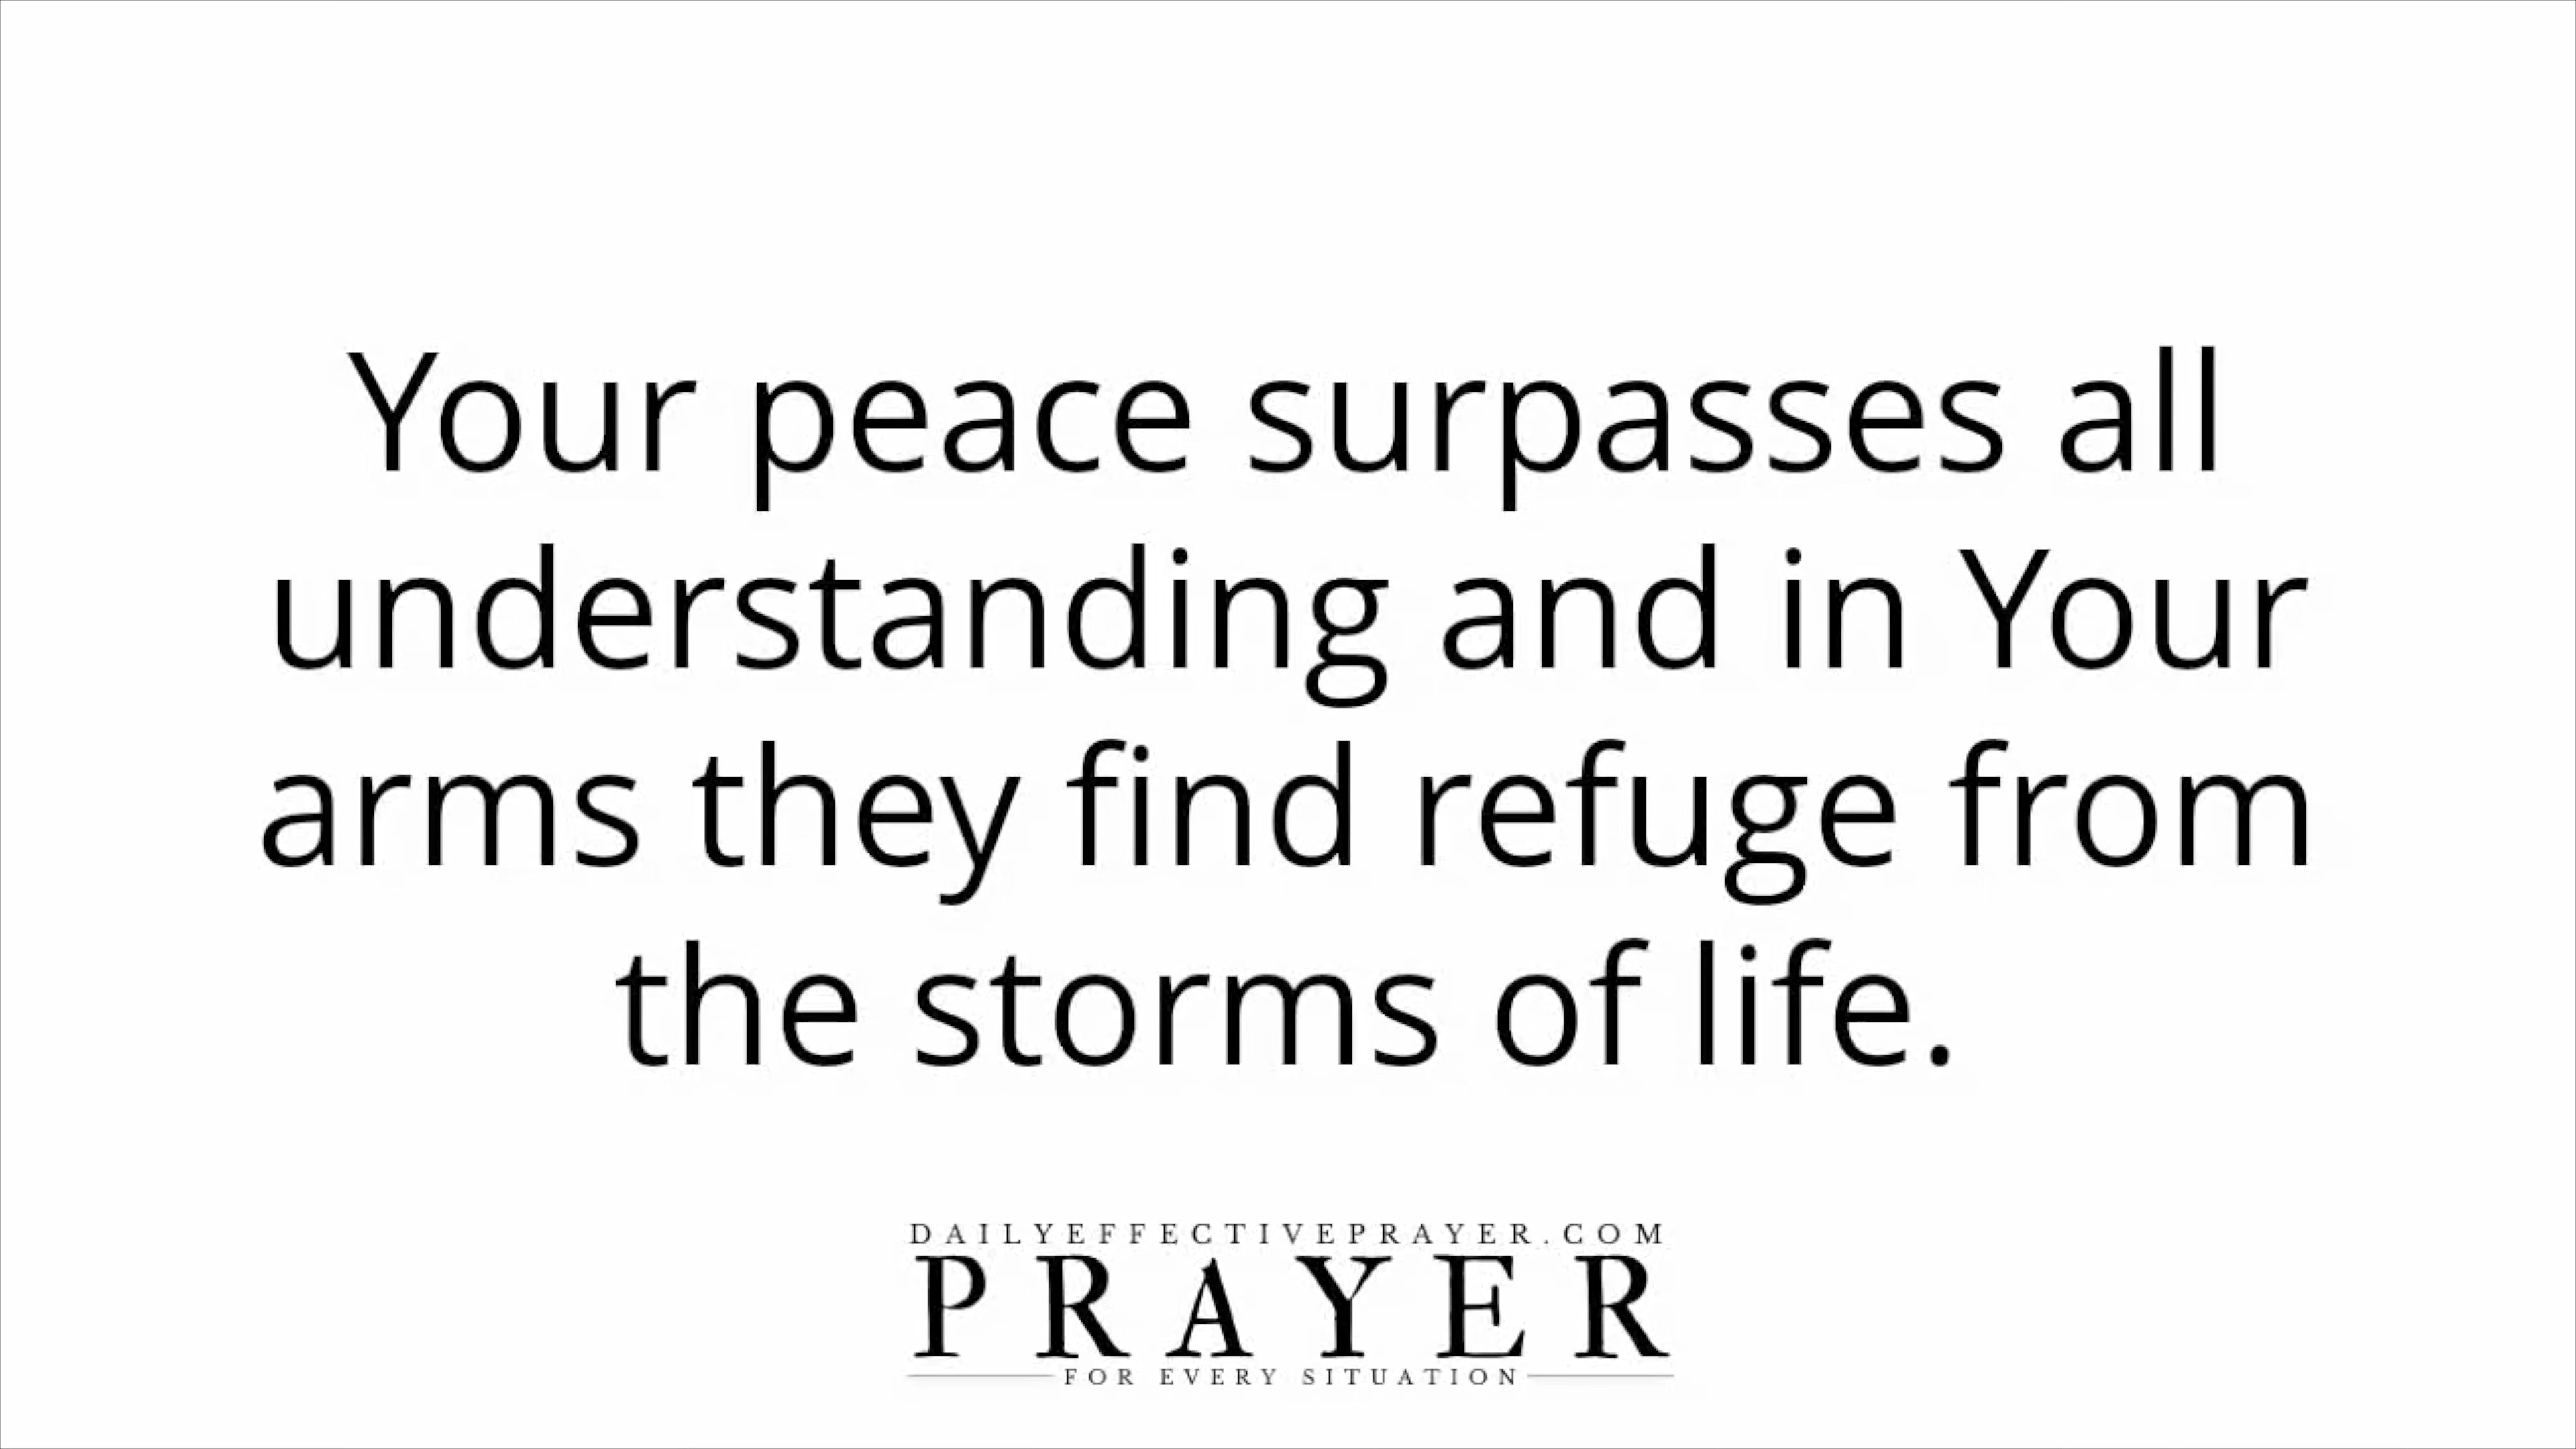 Your peace surpasses all
understanding and in Your
arms they find refuge from
the storms of life.
DAILYEFFECTIVEPRAYER.COM
PRAYER
FOR EVERY SITUATION